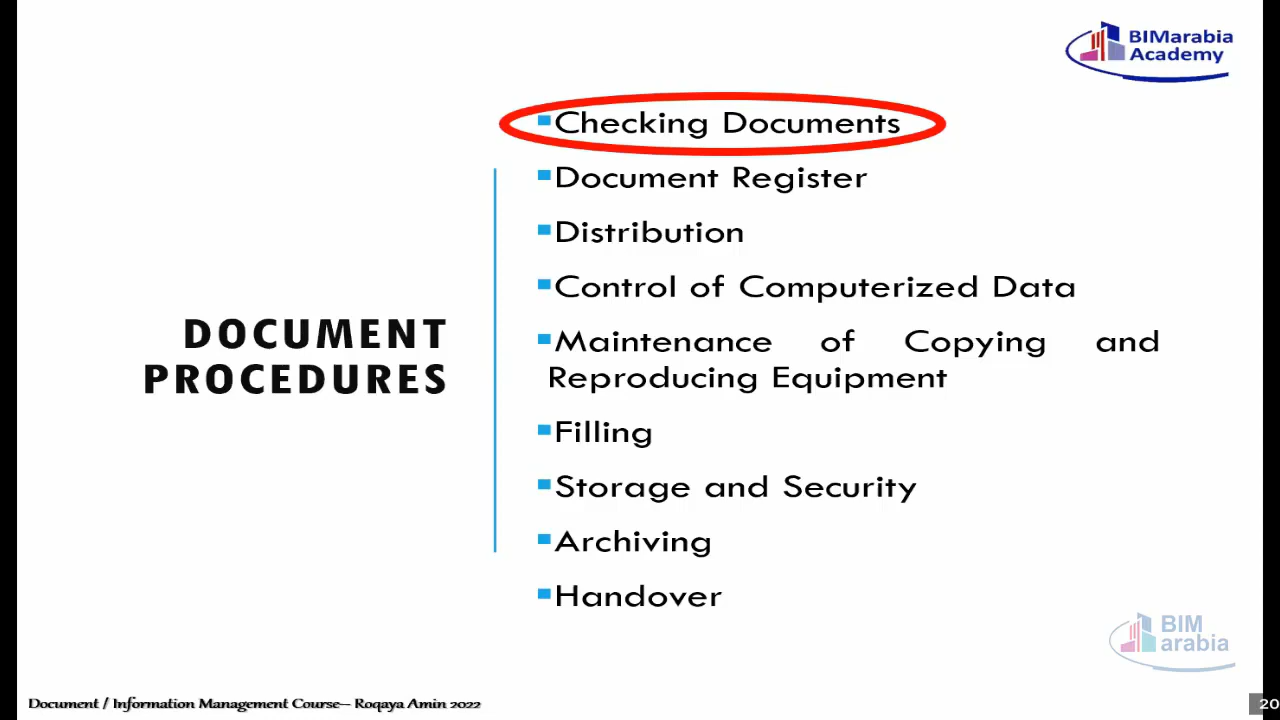 BIMarabia
Academy
Checking Documents
Document Register
Distribution
Control of Computerized Data
Maintenance of Copying and
Reproducing Equipment
Filling
Storage and Security
Archiving
Handover
DOCUMENT
PROCEDURES
BIM
arabia
Document / Information Management Course-- Roqaya Amin 2022
20